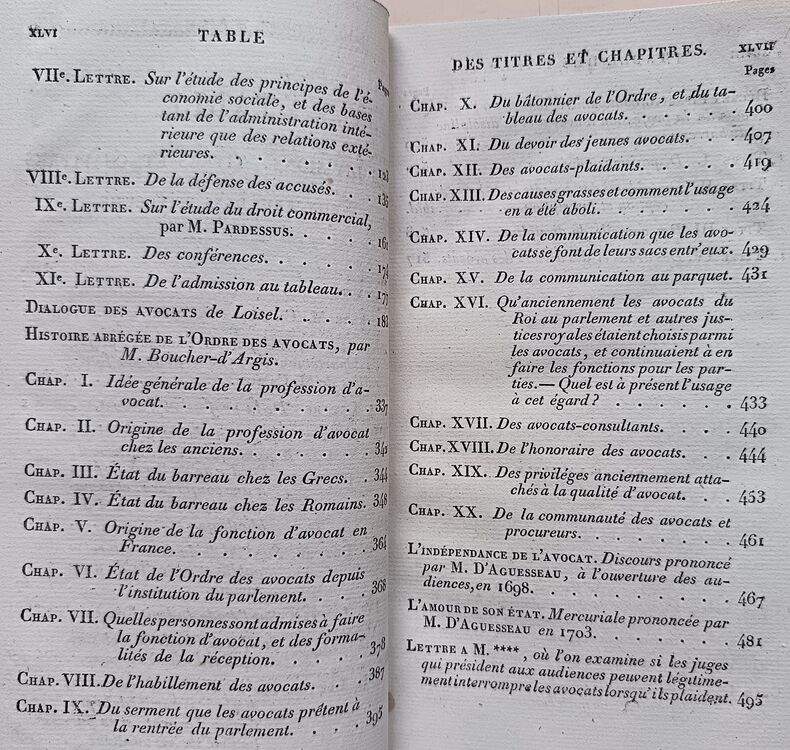 XLVI TABLE
VIIe. LETTRE. Sur l'étude des principes de l'é-
conomie sociale, et des bases
tant de l'administration inté-
rieure que des relations exté-
rieures. . . . . . .
VIIIe. LETTRE. De la défense des accusés. . .
IXe. LETTRE. Sur l'étude du droit commercial,
par M. PARDESSUS. . . . .
Xe. LETTRE. Des conférences. . . . . .
XIe. LETTRE. De l'admission au tableau. . . 177
DIALOGUE DES AVOCATS de Loisel. . . . .
HISTOIRE ABRÉGÉE DE L'ORDRE DES AVOCATS, par
M. Boucher-d'Argis.
CHAP. I. Idée générale de la profession d'a-
vocat. . . . . . . . 337
CHAP. II. Origine de la profession d'avocat
chez les anciens. . . . . 342
CHAP. III. État du barreau chez les Grecs. . 344
CHAP. IV. État du barreau chez les Romains. 348
CHAP. V. Origine de la fonction d'avocat en
France. . . . . . . . 364
CHAP. VI. État de l'Ordre des avocats depuis
l'institution du parlement. . . 368
CHAP. VII. Quelles personnes sont admises à faire
la fonction d'avocat, et des forma-
lités de la réception. . . . . 378
CHAP. VIII. De l'habillement des avocats. . . 387
CHAP. IX. Du serment que les avocats prêtent à
la rentrée du parlement. . . . 395
DES TITRES ET CHAPITRES. XLVII
Pages
CHAP. X. Du bâtonnier de l'Ordre, et du ta-
bleau des avocats. . . . . 400
CHAP. XI. Du devoir des jeunes avocats. . . 407
CHAP. XII. Des avocats-plaidants. . . . . 419
CHAP. XIII. Des causes grasses et comment l'usage
en a été aboli. . . . . . 424
CHAP. XIV. De la communication que les avo-
cats se font de leurs sacs entr'eux. 429
CHAP. XV. De la communication au parquet. 431
CHAP. XVI. Qu'anciennement les avocats du
Roi au parlement et autres jus-
tices royales étaient choisis parmi
les avocats, et continuaient à en
faire les fonctions pour les par-
ties.— Quel est à présent l'usage
à cet égard ? . . . . . . 433
CHAP. XVII. Des avocats-consultants. . . . 440
CHAP. XVIII. De l'honoraire des avocats. . . 444
CHAP. XIX. Des priviléges anciennement atta-
chés à la qualité d'avocat. . . 453
CHAP. XX. De la communauté des avocats et
procureurs. . . . . . . 461
L'INDÉPENDANCE DE L'AVOCAT. Discours prononcé
par M. D'AGUESSEAU, à l'ouverture des au-
diences, en 1698. . . . . . . . 467
L'AMOUR DE SON ÉTAT. Mercuriale prononcée par
M. D'AGUESSEAU en 1703. . . . . . 481
LETTRE A M. ****, où l'on examine si les juges
qui président aux audiences peuvent légitime-
ment interrompre les avocats lorsqu'ils plaident. 495